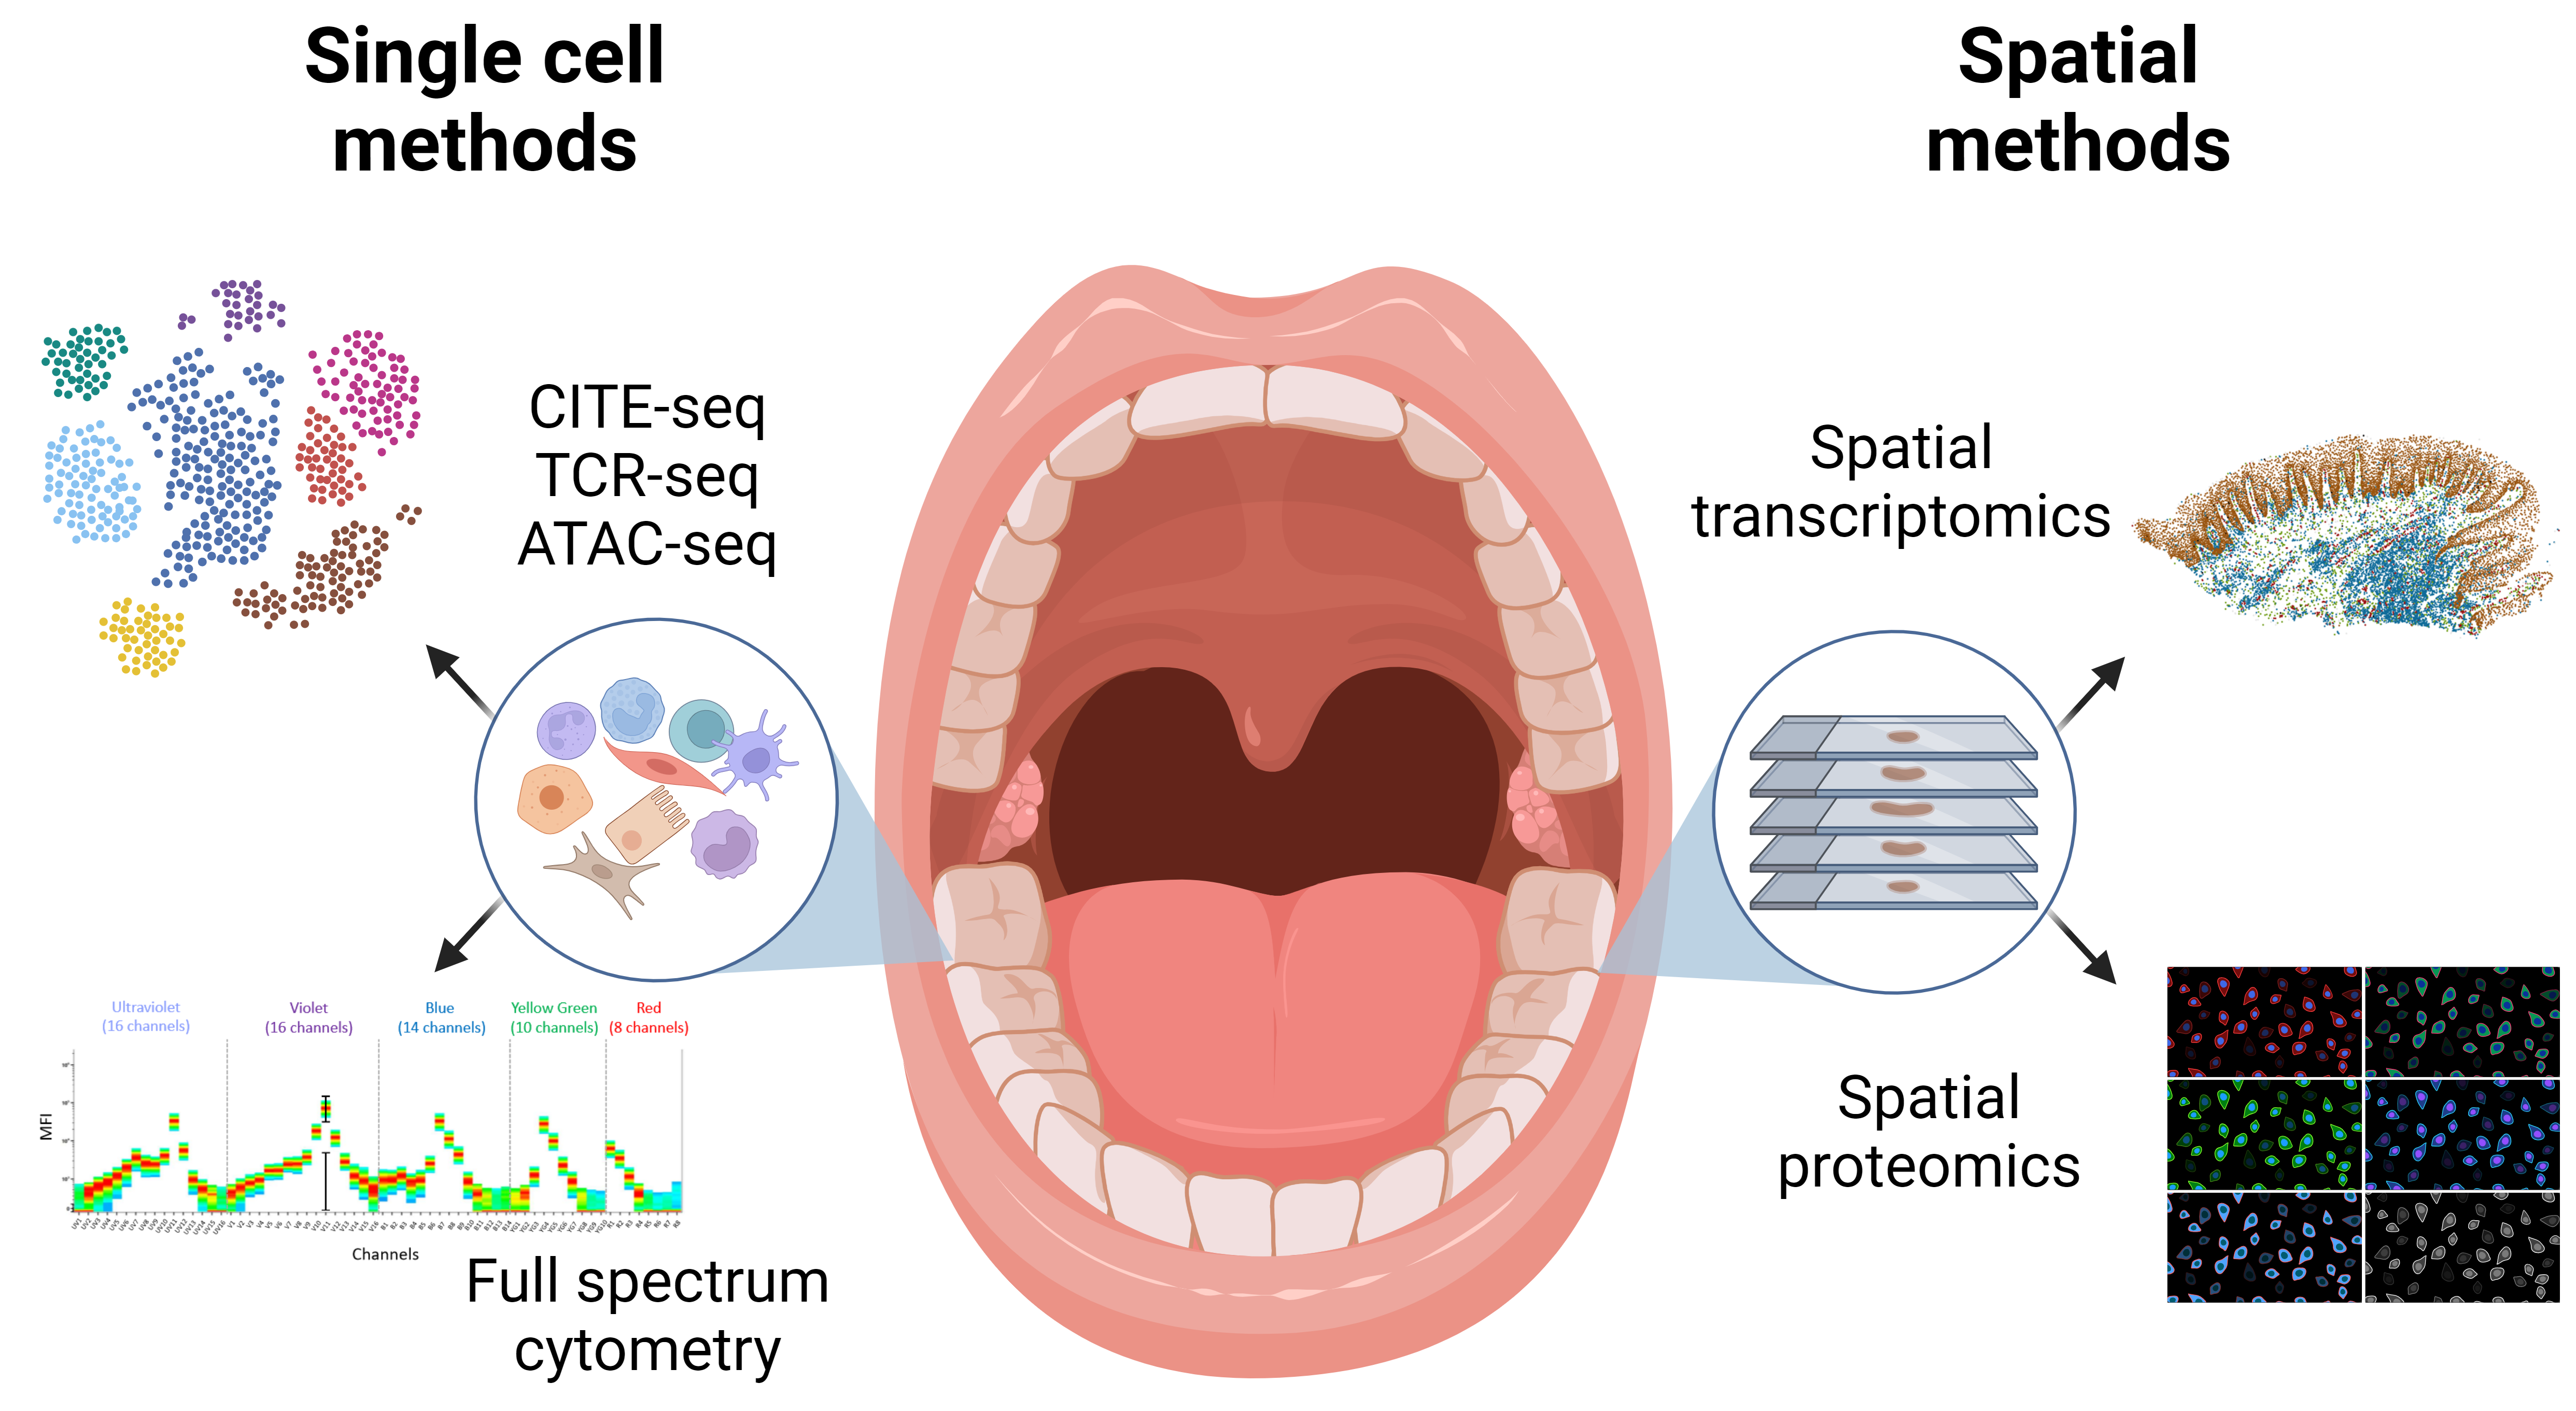 Single cell
methods
Spatial
methods
CITE-seq
TCR-seq
ATAC-seq
Spatial
transcriptomics
Ultraviolet
(16 channels)
Violet
(16 channels)
Blue
(14 channels)
Yellow Green
(10 channels)
Red
(8 channels)
MFI
Channels
Full spectrum
cytometry
Spatial
proteomics